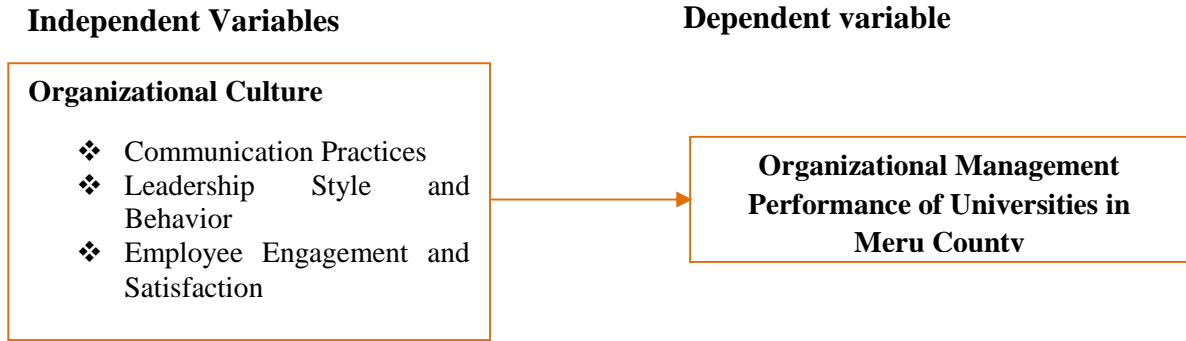 Independent Variables
Dependent variable
Organizational Culture
❖ Communication Practices
❖ Leadership Style and
Behavior
❖ Employee Engagement and
Satisfaction
Organizational Management
Performance of Universities in
Meru County